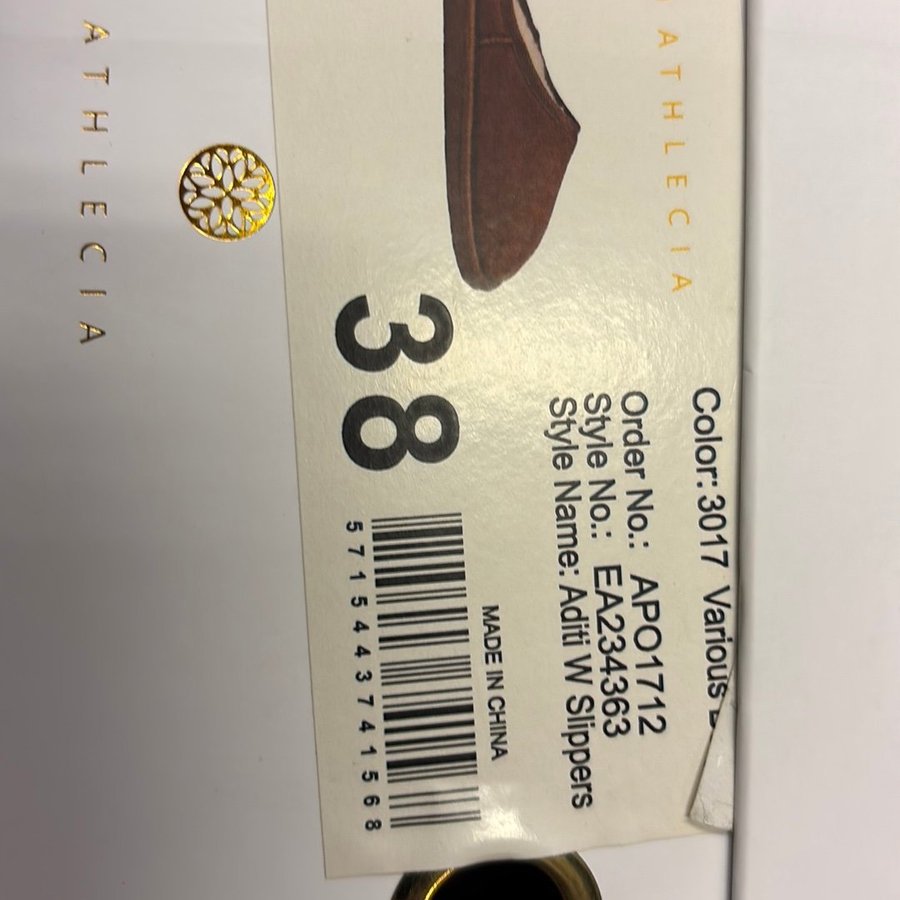 ATHLECIA
ATHLECIA
Color: 3017 Various
Order No.: APO1712
Style No.: EA234363
Style Name: Aditi W Slippers
MADE IN CHINA
38
5715443741568